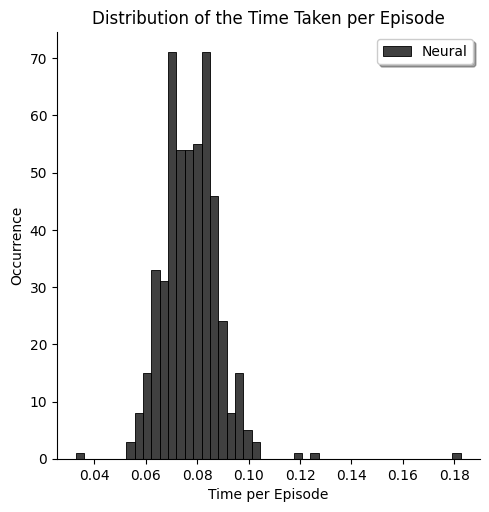 Distribution of the Time Taken per Episode
Neural
70
60
50
40
30
20
10
0
Occurrence
0.04 0.06 0.08 0.10 0.12 0.14 0.16 0.18
Time per Episode